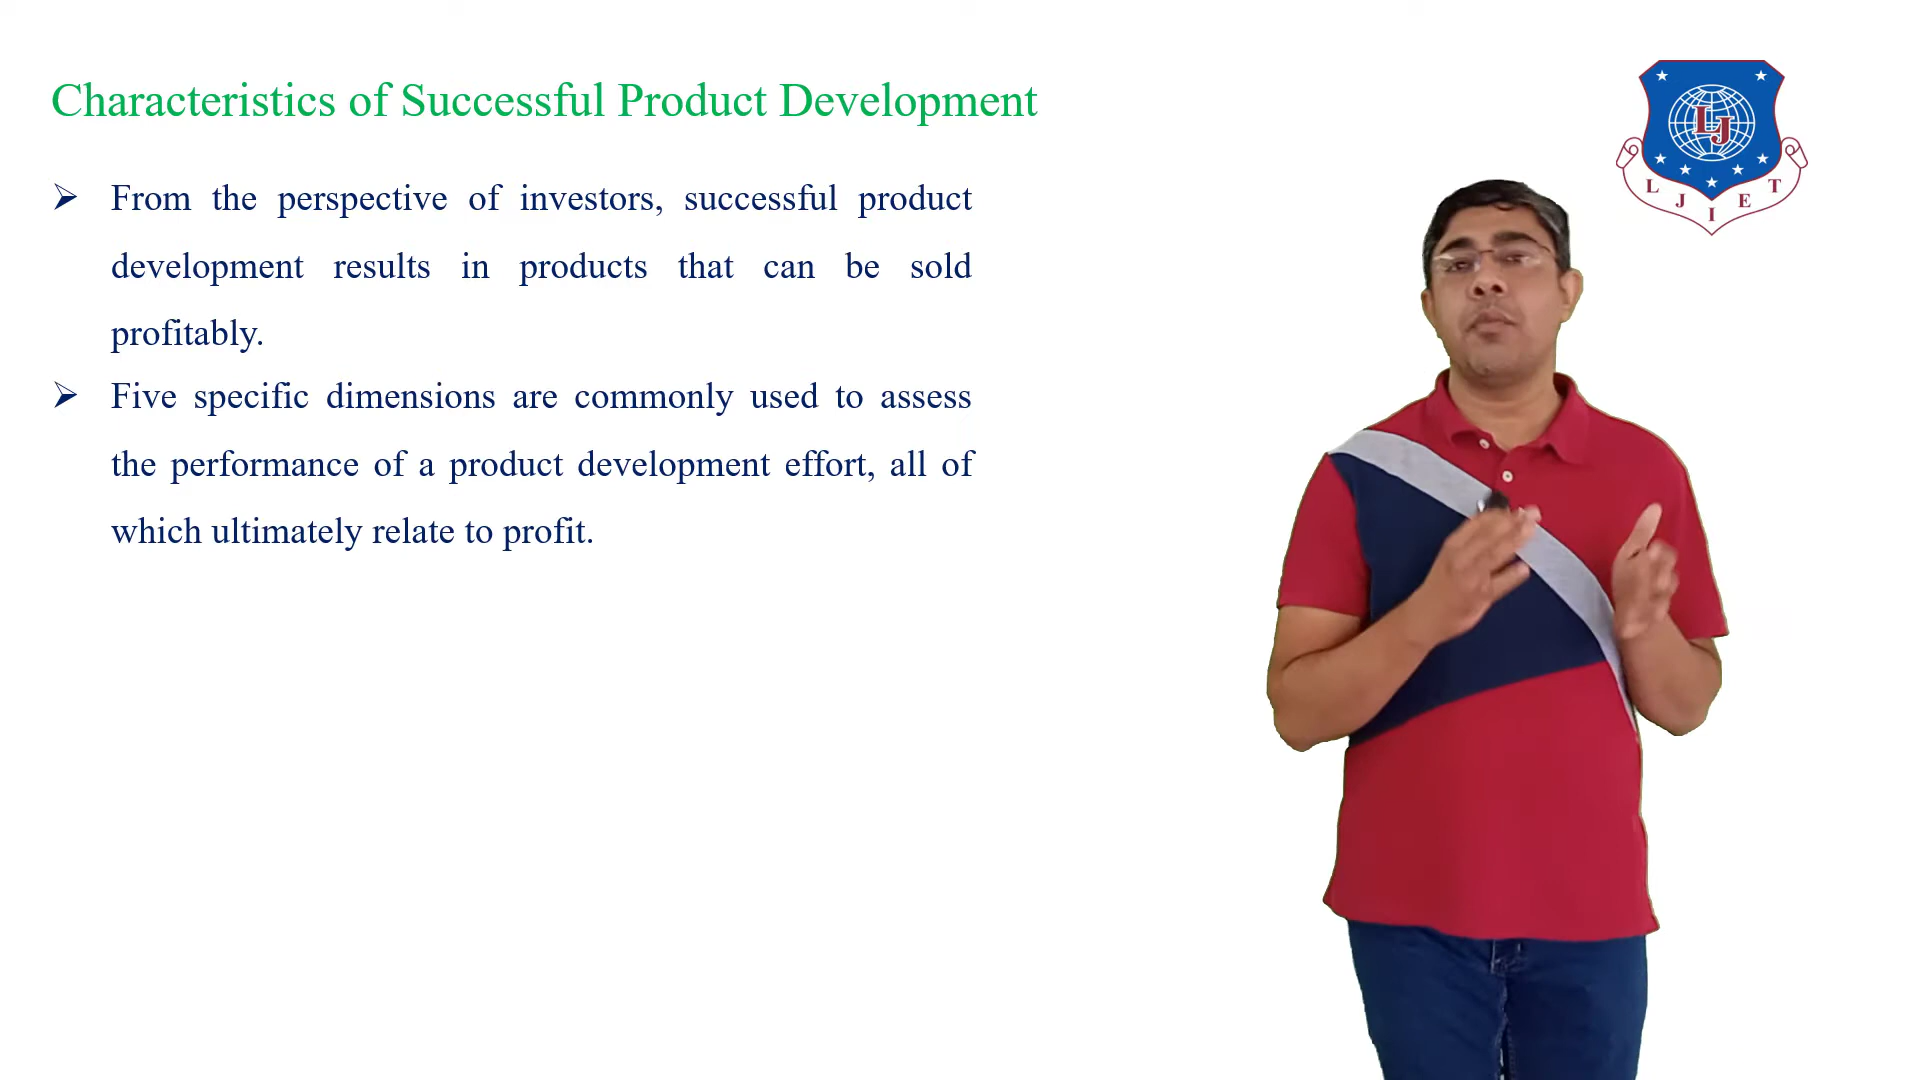 Characteristics of Successful Product Development
➢ From the perspective of investors, successful product
development results in products that can be sold
profitably.
➢ Five specific dimensions are commonly used to assess
the performance of a product development effort, all of
which ultimately relate to profit.
LJ
L J I E T